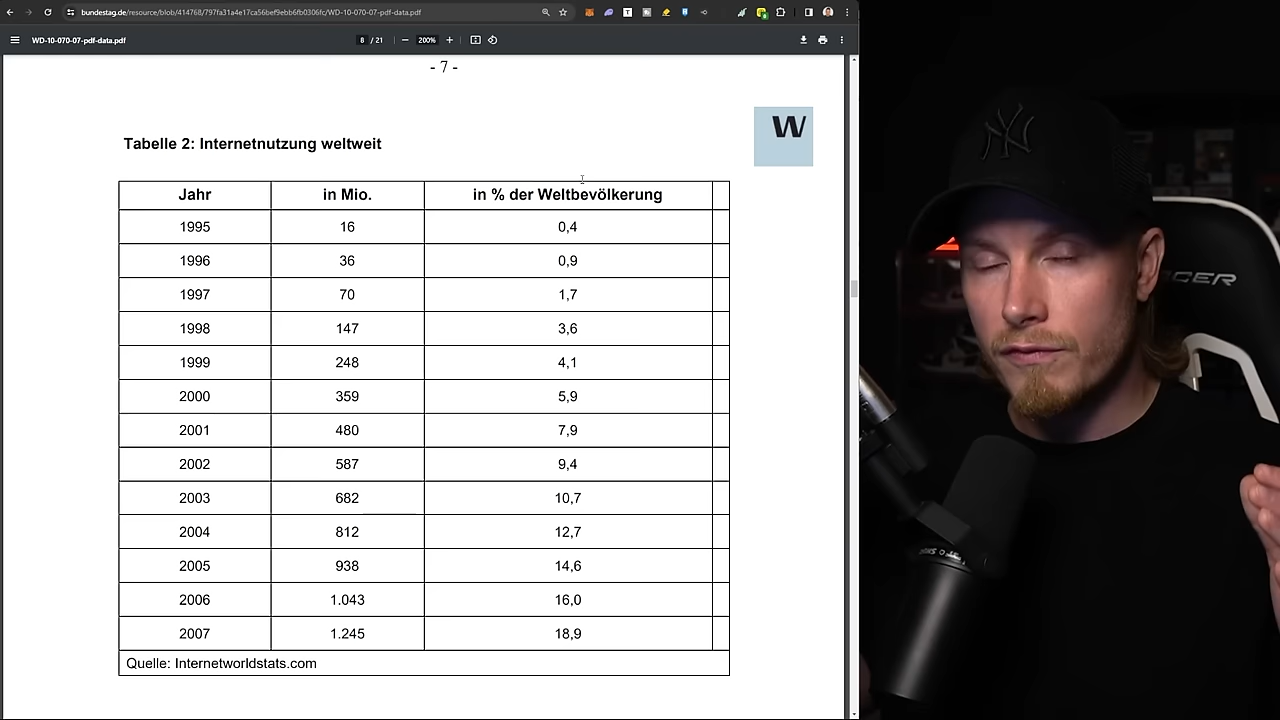 bundestag.de/resource/blob/414768/797fa31a4e17ca56bef9ebb6fb0306fc/WD-10-070-07-pdf-data.pdf
WD-10-070-07-pdf-data.pdf
8 / 21
200%
- 7 -
W
Tabelle 2: Internetnutzung weltweit
Jahr in Mio. in % der Weltbevölkerung
1995 16 0,4
1996 36 0,9
1997 70 1,7
1998 147 3,6
1999 248 4,1
2000 359 5,9
2001 480 7,9
2002 587 9,4
2003 682 10,7
2004 812 12,7
2005 938 14,6
2006 1.043 16,0
2007 1.245 18,9
Quelle: Internetworldstats.com
NY